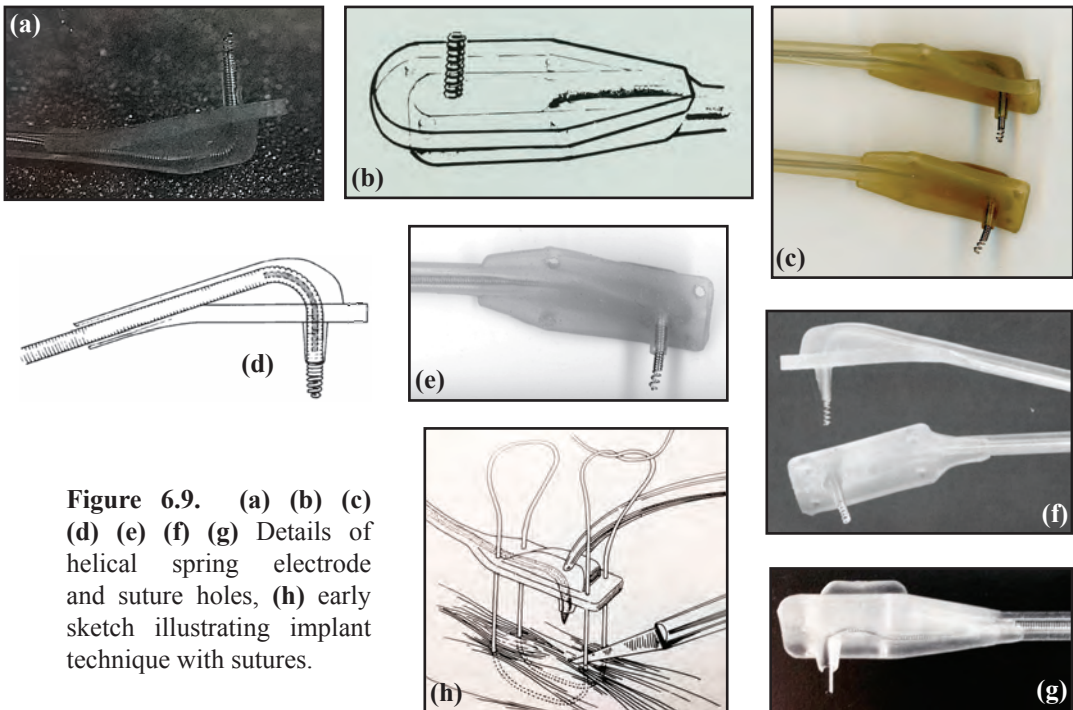 (a)
(b)
(c)
(d)
(e)
(f)
(g)
(h)
Figure 6.9. (a) (b) (c)
(d) (e) (f) (g) Details of
helical spring electrode
and suture holes, (h) early
sketch illustrating implant
technique with sutures.